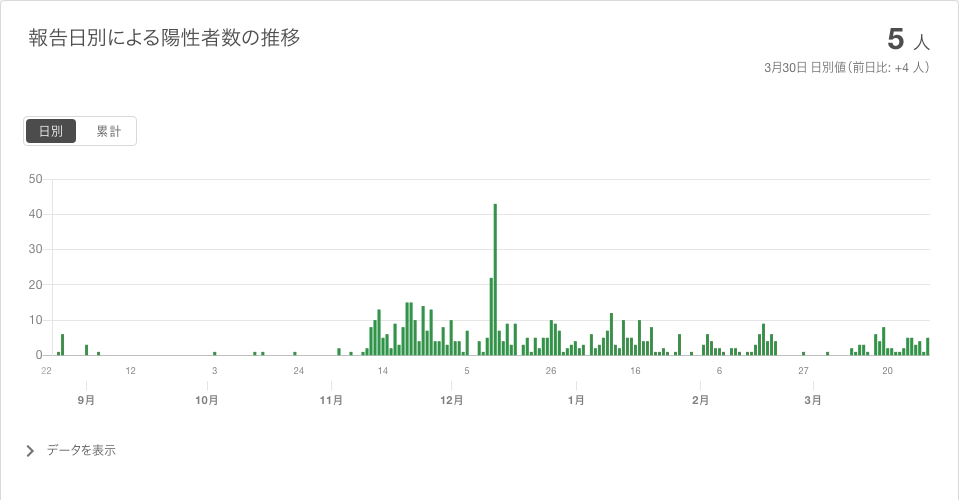 報告日別による陽性者数の推移
5 人
3月30日 日別値（前日比: +4 人）
日別 累計
50
40
30
20
10
0
22 12 3 24 14 5 26 16 6 27 20
9月 10月 11月 12月 1月 2月 3月
データを表示